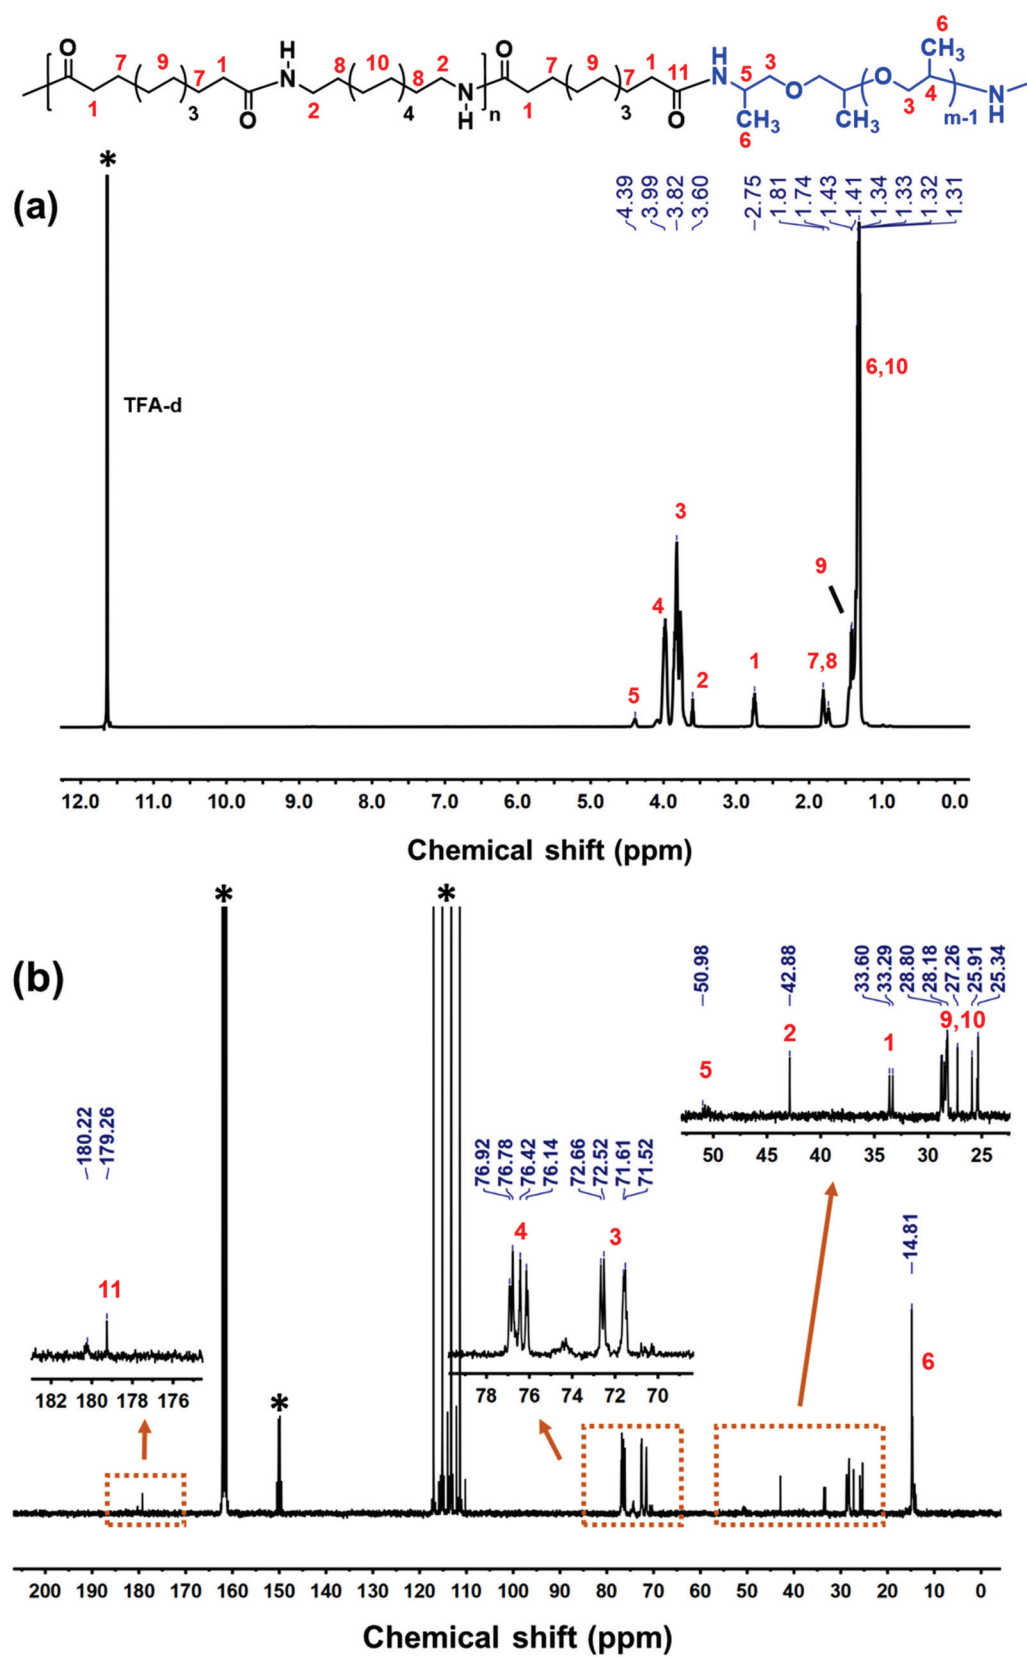 6
O H O H CH3
7 9 1 N 8 10 2 7 9 1 N 5 3 O 6
7 11 O 4
1 3 O 2 4 8 N H n 1 7 3 O CH3 CH3 3 m-1 N H
6
*
(a)
4.39 3.99 3.82 3.60 2.75 1.81 1.74 1.43 1.41 1.34 1.33 1.32 1.31
6,10
TFA-d
3
9
4
1 7,8
5 2
12.0 11.0 10.0 9.0 8.0 7.0 6.0 5.0 4.0 3.0 2.0 1.0 0.0
Chemical shift (ppm)
* *
(b)
50.98 42.88 33.60 33.29 28.80 28.18 27.26 25.91 25.34
5 2 1 9,10
50 45 40 35 30 25
180.22 179.26
76.92 76.78 76.42 76.14 72.66 72.52 71.61 71.52
14.81
11
4 3
182 180 178 176
78 76 74 72 70
6
*
200 190 180 170 160 150 140 130 120 110 100 90 80 70 60 50 40 30 20 10 0
Chemical shift (ppm)